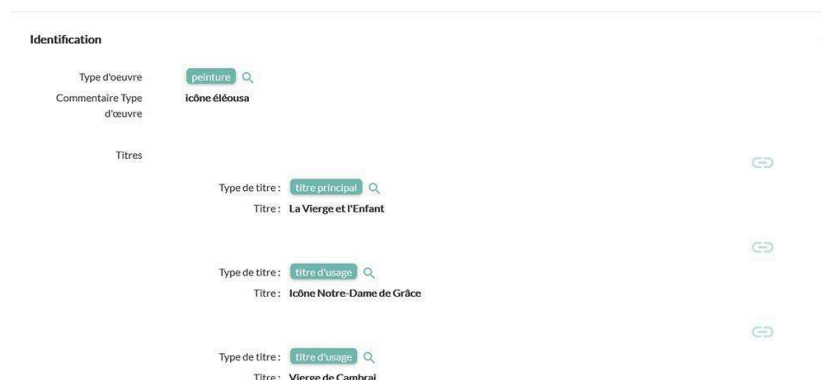 Identification
Type d'oeuvre peinture
Commentaire Type icône éléousa
d'œuvre
Titres
Type de titre : titre principal
Titre : La Vierge et l'Enfant
Type de titre : titre d'usage
Titre : Icône Notre-Dame de Grâce
Type de titre : titre d'usage
Titre : Vierge de Cambrai